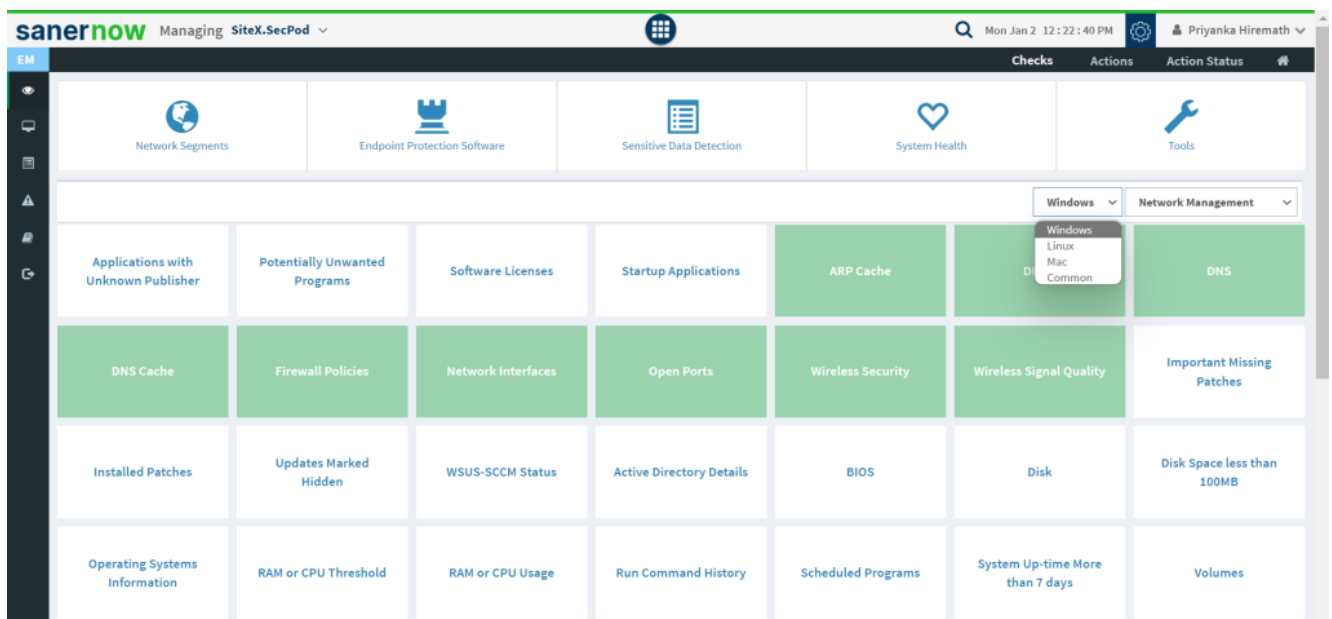 sanernow Managing SiteX.SecPod Mon Jan 2 12:22:40 PM Priyanka Hiremath
EM Checks Actions Action Status
Network Segments Endpoint Protection Software Sensitive Data Detection System Health Tools
Windows Network Management
Windows
Linux
Mac
Common
Applications with
Unknown Publisher
Potentially Unwanted
Programs
Software Licenses
Startup Applications
ARP Cache
DNS
DNS Cache
Firewall Policies
Network Interfaces
Open Ports
Wireless Security
Wireless Signal Quality
Important Missing
Patches
Installed Patches
Updates Marked
Hidden
WSUS-SCCM Status
Active Directory Details
BIOS
Disk
Disk Space less than
100MB
Operating Systems
Information
RAM or CPU Threshold
RAM or CPU Usage
Run Command History
Scheduled Programs
System Up-time More
than 7 days
Volumes